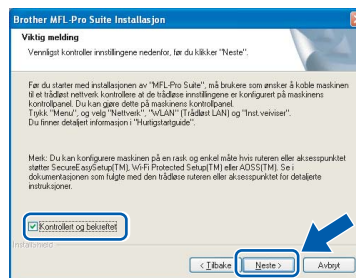 Brother MFL-Pro Suite Installasjon
Viktig melding
Vennligst kontroller innstillingene nedenfor, før du klikker "Neste".
Før du starter med installasjonen av "MFL-Pro Suite", må brukere som ønsker å koble maskinen
til et trådløst nettverk kontrollere at de trådløse innstillingene er konfigurert på maskinens
kontrollpanel. Du kan gjøre dette på maskinens kontrollpanel.
Trykk "Menu", og velg "Nettverk", "WLAN" (Trådløst LAN) og "Inst.veiviser".
Du finner detaljert informasjon i "Hurtigstartguide".
Merk: Du kan konfigurere maskinen på en rask og enkel måte hvis ruteren eller aksesspunktet
støtter SecureEasySetup(TM), Wi-Fi Protected Setup(TM) eller AOSS(TM). Se i
dokumentasjonen som fulgte med den trådløse ruteren eller aksesspunktet for detaljerte
instruksjoner.
Kontrollert og bekreftet
InstallShield
< Tilbake
Neste >
Avbryt